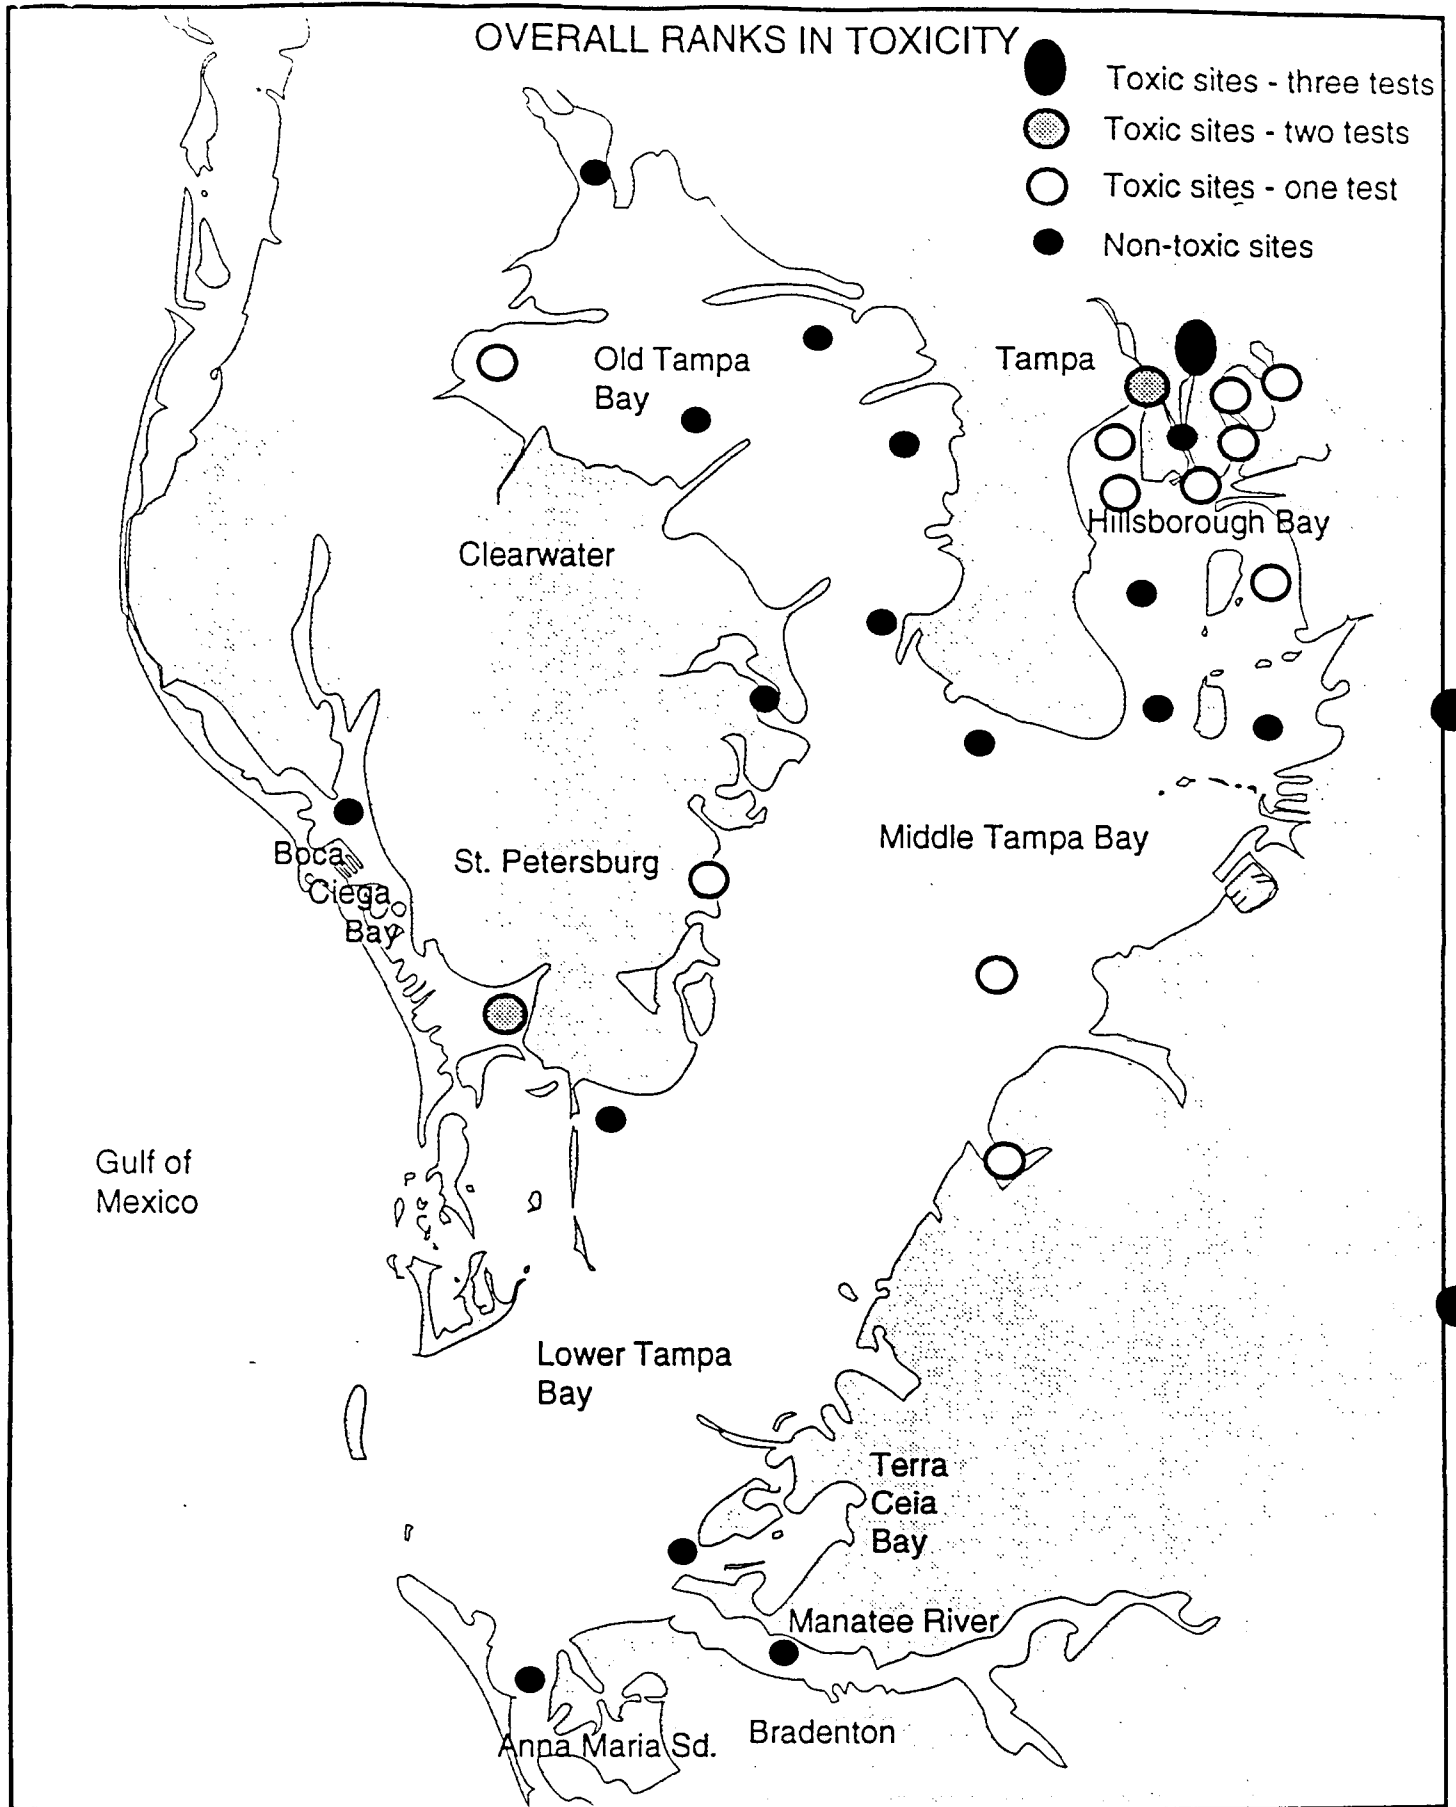 OVERALL RANKS IN TOXICITY
Toxic sites - three tests
Toxic sites - two tests
Toxic sites - one test
Non-toxic sites
Old Tampa
Bay
Tampa
Hillsborough Bay
Clearwater
Middle Tampa Bay
St. Petersburg
Boca
Ciega
Bay
Gulf of
Mexico
Lower Tampa
Bay
Terra
Ceia
Bay
Manatee River
Bradenton
Anna Maria Sd.